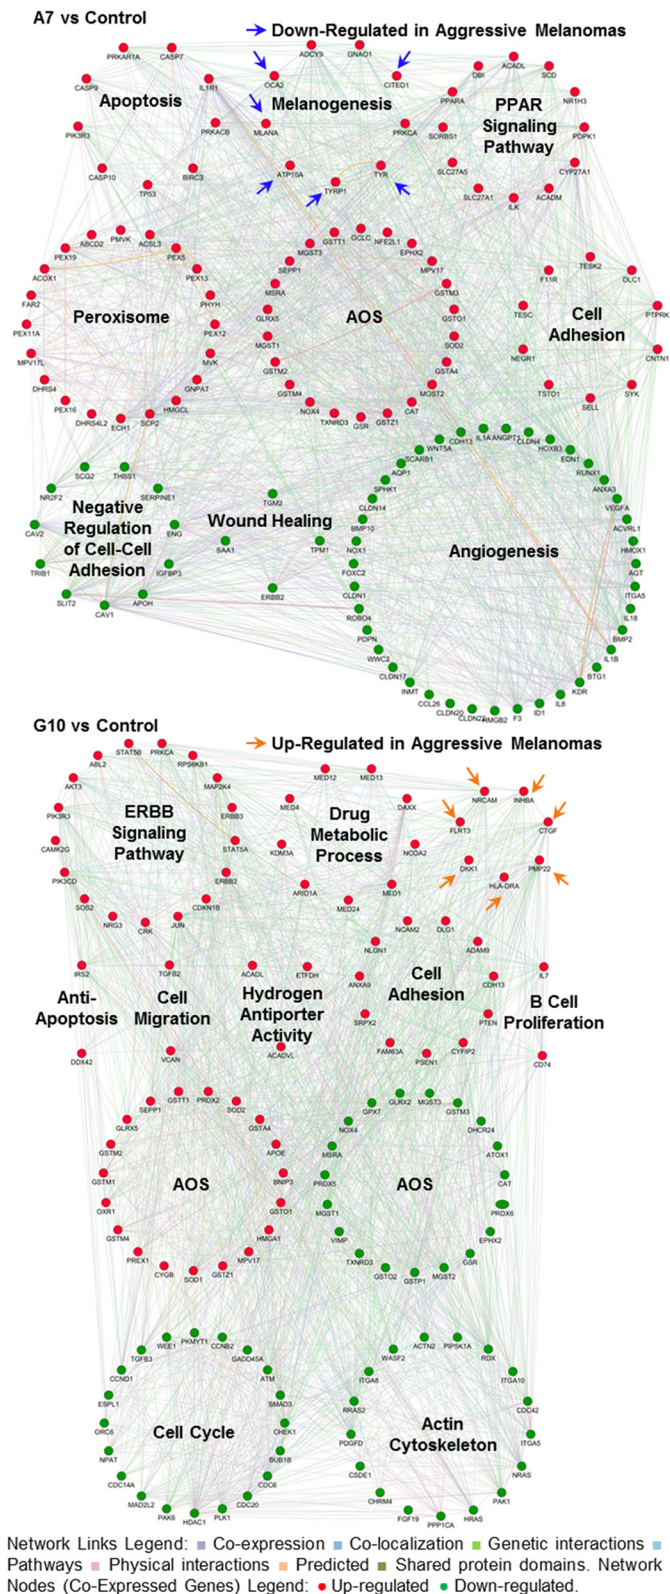 A7 vs Control
Down-Regulated in Aggressive Melanomas
PRKAR1A CASP7 ADCY9 GNAO1 ACADL
DBI SCD
CASP9 IL1R1 OCA2 CITED1
PPARA NR1H3
Apoptosis Melanogenesis PPAR
Signaling
Pathway
PIK3R3 PRKACB MLANA PRKCA SORBS1 PDPK1
CASP10 TP53 BIRC3 ATP10A TYRP1 TYR SLC27A5 CYP27A1
SLC27A1 ILK ACADM
ABCD2 PMVK ACSL3
PEX19 PEX5
ACOX1 PEX13
FAR2 PHYH
PEX11A PEX12
Peroxisome
MPV17L MVK
DHRS4 GNPAT
PEX16 HMGCL
DHRS4L2 ECH1 SCP2
GSTT1 GCLC NFE2L1
MGST3 EPHX2
SEPP1 MPV17
MSRA GSTM3
GLRX5 GSTO1
AOS
MGST1 SOD2
GSTM2 GSTA4
GSTM4 MGST2
NOX4 CAT
TXNRD3 GSR GSTZ1
TESK2
F11R DLC1
TESC PTPRK
Cell
Adhesion
NEGR1 CNTN1
TSTD1 SELL SYK
SCG2 THBS1
NR2F2 SERPINE1
CAV2 ENG
Negative
Regulation
of Cell-Cell
Adhesion
TRIB1 IGFBP3
SLIT2 CAV1 APOH
TGM2
Wound Healing
SAA1 TPM1
ERBB2
CDH13 IL1A ANGPT1 CLDN4
WNT5A HOXB3
SCARB1 EDN1
AQP1 RUNX1
SPHK1 ANXA3
CLDN14 VEGFA
BMP10 ACVRL1
NOX1 HMOX1
Angiogenesis
FOXC2 AGT
CLDN1 ITGA5
ROBO4 IL18
PDPN BMP2
WWC2 IL1B
CLDN17 BTG1
INMT KDR
CCL26 IL8
CLDN20 CLDN22 HMGB2 F3 ID1
G10 vs Control
Up-Regulated in Aggressive Melanomas
STAT5B PRKCA
ABL2 RPS6KB1
AKT3 MAP2K4
PIK3R3 ERBB3
ERBB
Signaling
Pathway
CAMK2G STAT5A
PIK3CD ERBB2
SOS2 CDKN1B
NRG3 CRK JUN
MED12 MED13
MED4 DAXX
Drug
Metabolic
Process
KDM3A NCOA2
ARID1A MED24 MED1
NRCAM INHBA
FLRT3 CTGF
DKK1 HLA-DRA PMP22
IRS2
Anti-
Apoptosis
DDX42
TGFB2
Cell
Migration
VCAN
ACADL ETFDH
Hydrogen
Antiporter
Activity
ACADVL
NCAM2 DLG1
NLGN1 ADAM9
ANXA9 CDH13
Cell
Adhesion
SRPX2 PTEN
FAM63A PSEN1 CYFIP2
IL7
B Cell
Proliferation
CD74
GSTT1 PRDX2
SEPP1 SOD2
GLRX5 GSTA4
GSTM2 APOE
GSTM1 BNIP3
AOS
OXR1 GSTO1
GSTM4 HMGA1
PREX1 MPV17
CYGB SOD1 GSTZ1
GLRX2 MGST3
GPX7 GSTM3
NOX4 DHCR24
MSRA ATOX1
PRDX5 CAT
AOS
MGST1 PRDX6
VIMP EPHX2
TXNRD3 GSR
GSTO2 GSTP1 MGST2
WEE1 PKMYT1 CCNB2
TGFB3 GADD45A
CCND1 ATM
ESPL1 SMAD3
ORC6 CHEK1
Cell Cycle
NPAT BUB1B
CDC14A CDC6
MAD2L2 CDC20
PAK6 HDAC1 PLK1
ACTN2 PIP5K1A
WASF2 RDX
ITGA8 ITGA10
RRAS2 CDC42
PDGFD ITGA5
Actin
Cytoskeleton
CSDE1 NRAS
CHRM4 PAK1
FGF19 PPP1CA HRAS
Network Links Legend: Co-expression Co-localization Genetic interactions
Pathways Physical interactions Predicted Shared protein domains. Network
Nodes (Co-Expressed Genes) Legend: Up-regulated Down-regulated.